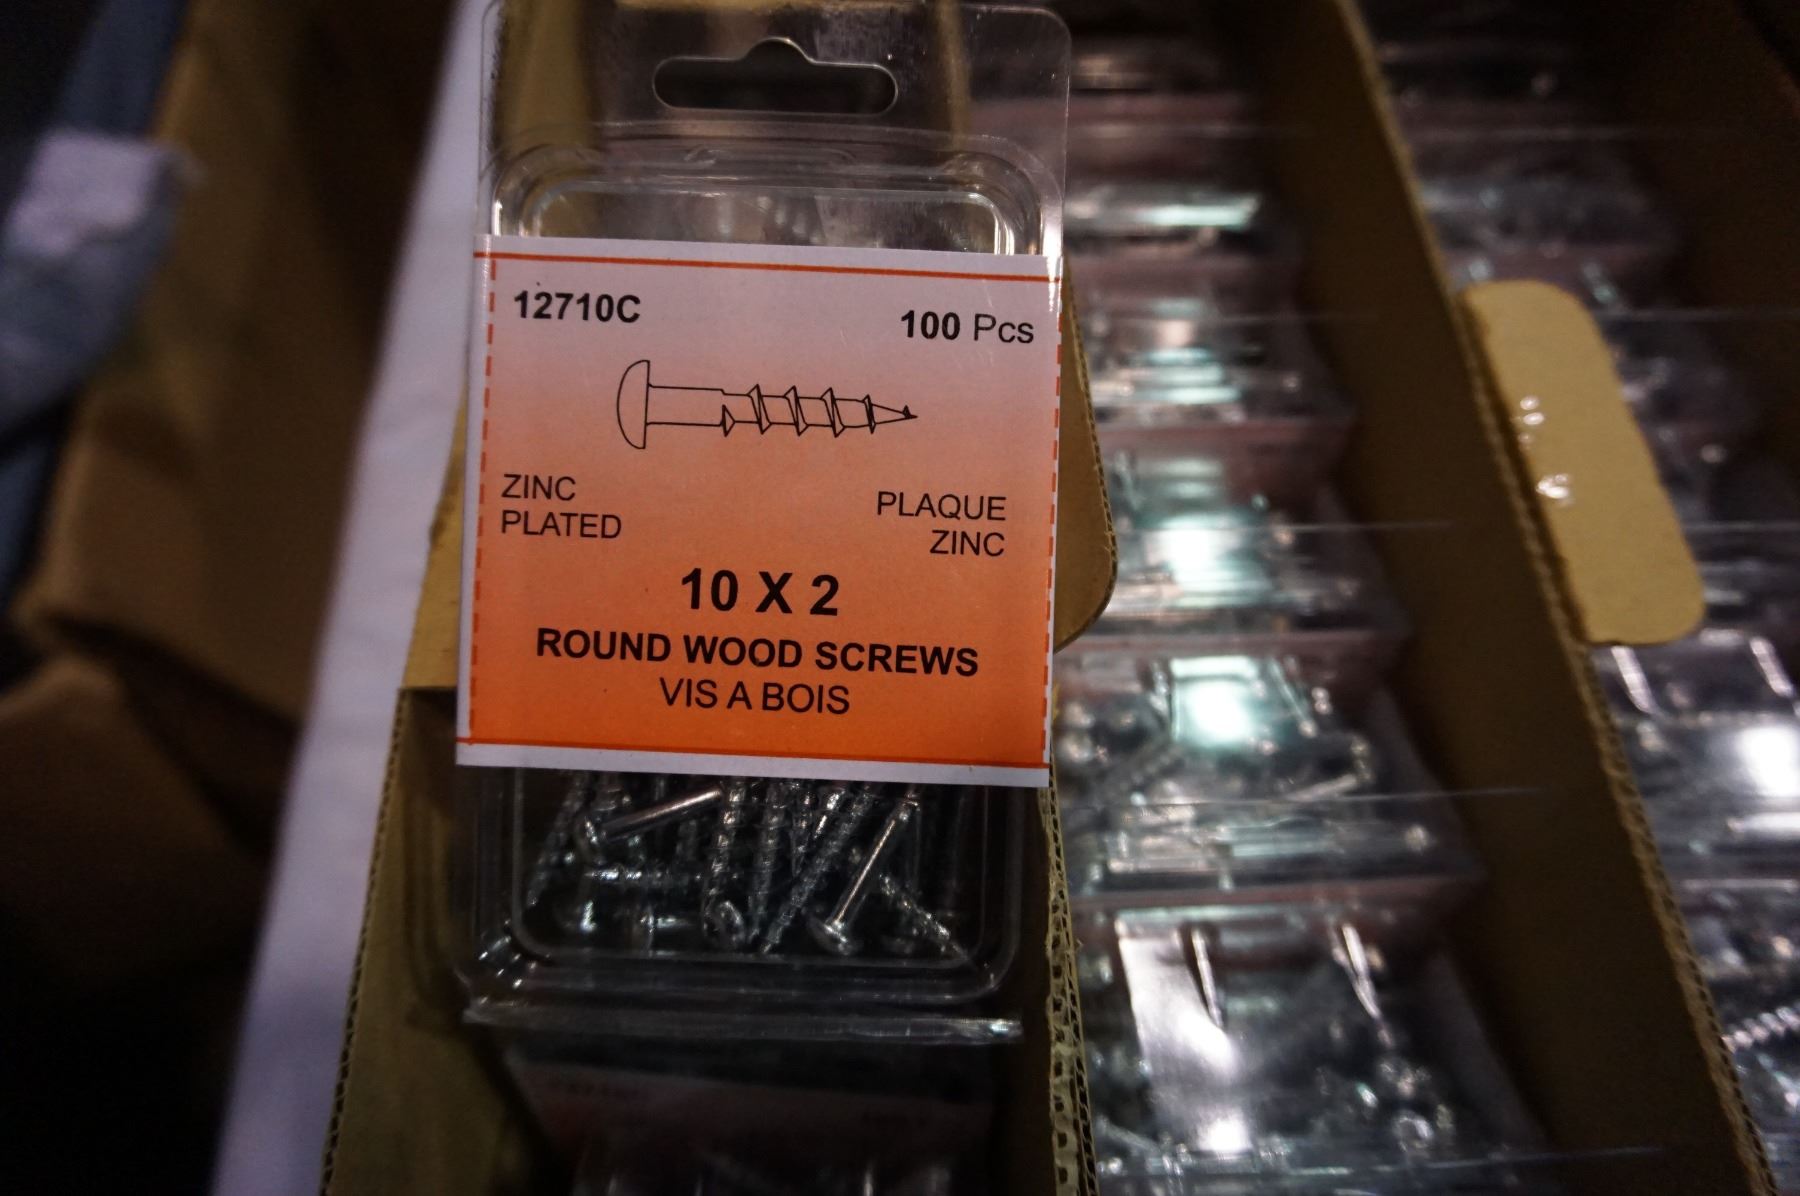 12710C
100 Pcs
ZINC
PLATED
PLAQUE
ZINC
10 X 2
ROUND WOOD SCREWS
VIS A BOIS